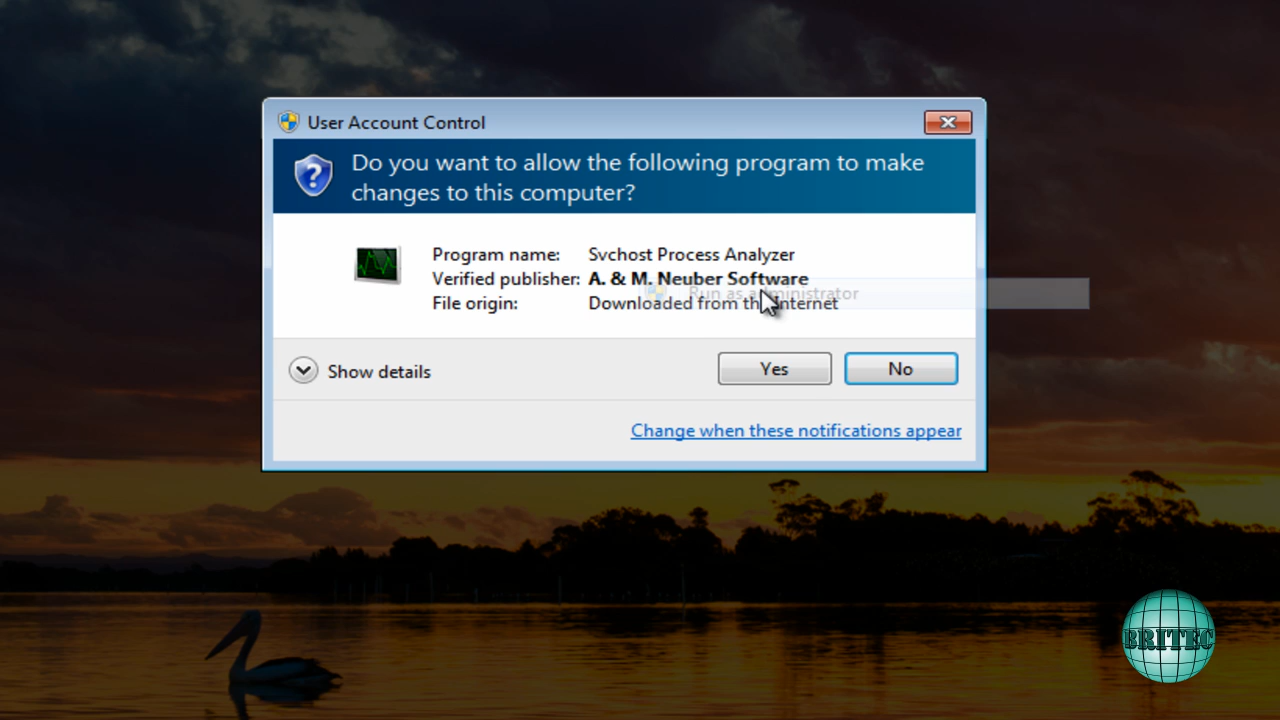 User Account Control
Do you want to allow the following program to make
changes to this computer?
Program name: Svchost Process Analyzer
Verified publisher: A. & M. Neuber Software
Run as administrator
File origin: Downloaded from the Internet
Show details
Yes
No
Change when these notifications appear
BRITEC